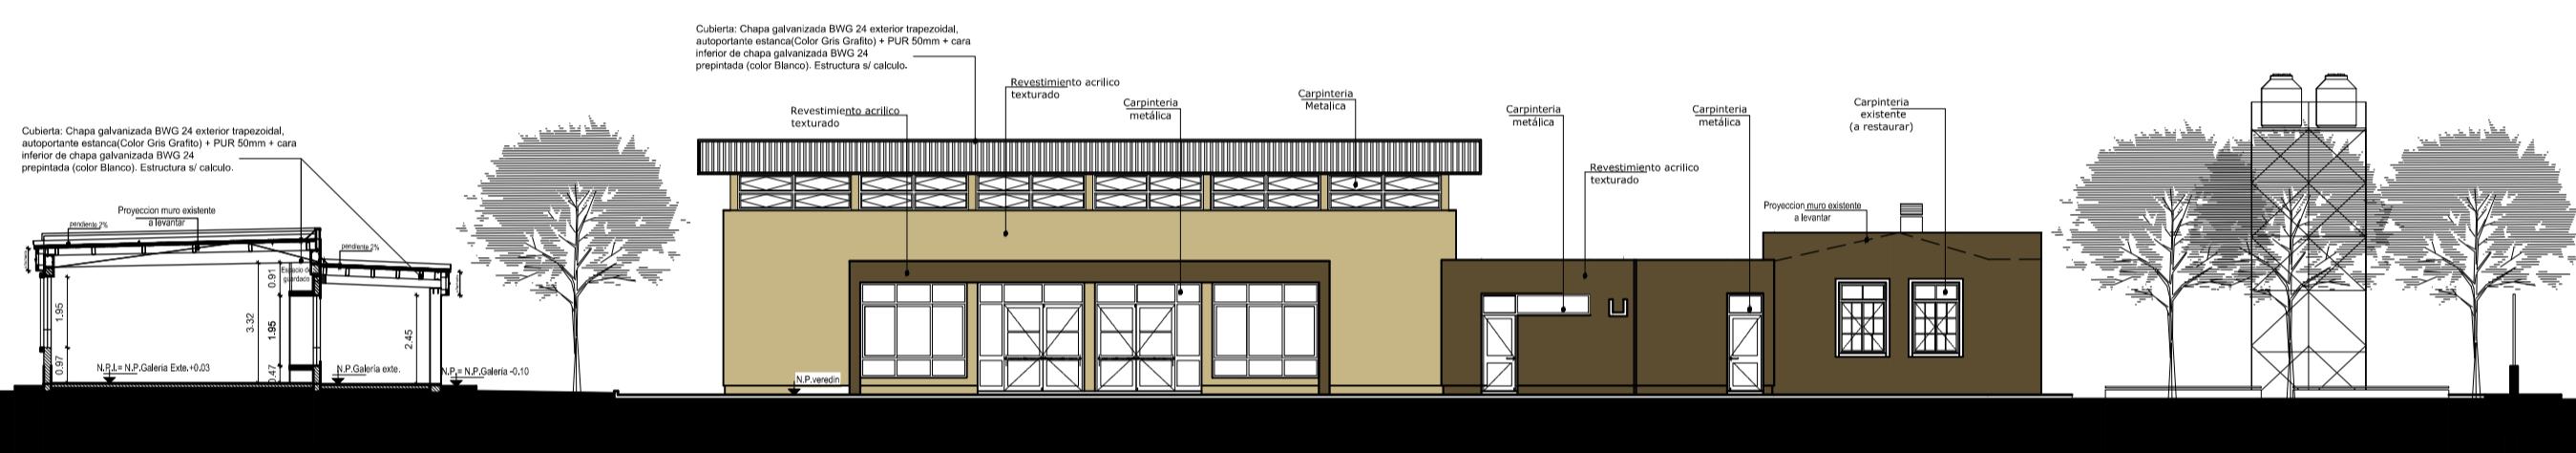 Cubierta: Chapa galvanizada BWG 24 exterior trapezoidal,
autoportante estanca(Color Gris Grafito) + PUR 50mm + cara
inferior de chapa galvanizada BWG 24
prepintada (color Blanco). Estructura s/ calculo.
Proyeccion muro existente
a levantar
pendiente 2%
pendiente 2%
Espacio de
guardado
0.91
1.95
3.32
1.95
2.45
0.97
0.47
N.P.I.= N.P.Galeria Exte.+0.03
N.P.Galeria exte.
N.P.= N.P.Galeria -0.10
Cubierta: Chapa galvanizada BWG 24 exterior trapezoidal,
autoportante estanca(Color Gris Grafito) + PUR 50mm + cara
inferior de chapa galvanizada BWG 24
prepintada (color Blanco). Estructura s/ calculo.
Revestimiento acrilico
texturado
Revestimiento acrilico
texturado
Carpinteria
metálica
Carpinteria
Metalica
Carpinteria
metálica
Revestimiento acrilico
texturado
Carpinteria
metálica
Carpinteria
existente
(a restaurar)
Proyeccion muro existente
a levantar
N.P.veredin